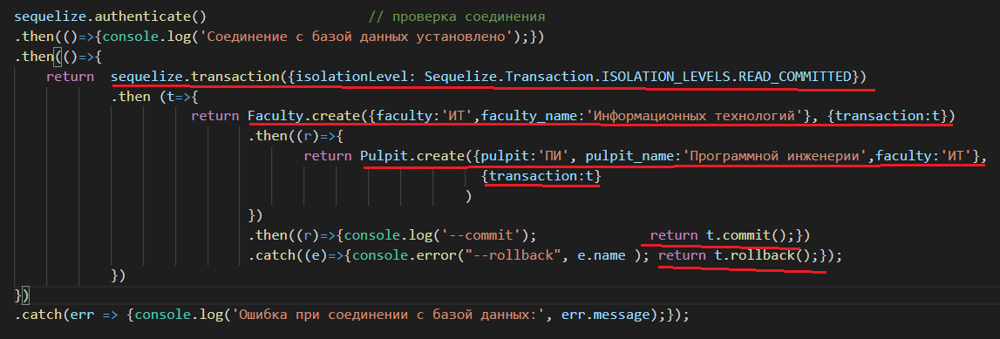 sequelize.authenticate() // проверка соединения
.then(()=>{console.log('Соединение с базой данных установлено');})
.then(()=>{
return sequelize.transaction({isolationLevel: Sequelize.Transaction.ISOLATION_LEVELS.READ_COMMITTED})
.then (t=>{
return Faculty.create({faculty:'ИТ',faculty_name:'Информационных технологий'}, {transaction:t})
.then((r)=>{
return Pulpit.create({pulpit:'ПИ', pulpit_name:'Программной инженерии',faculty:'ИТ'},
{transaction:t}
)
})
.then((r)=>{console.log('--commit'); return t.commit();})
.catch((e)=>{console.error("--rollback", e.name ); return t.rollback();});
})
})
.catch(err => {console.log('Ошибка при соединении с базой данных:', err.message);});